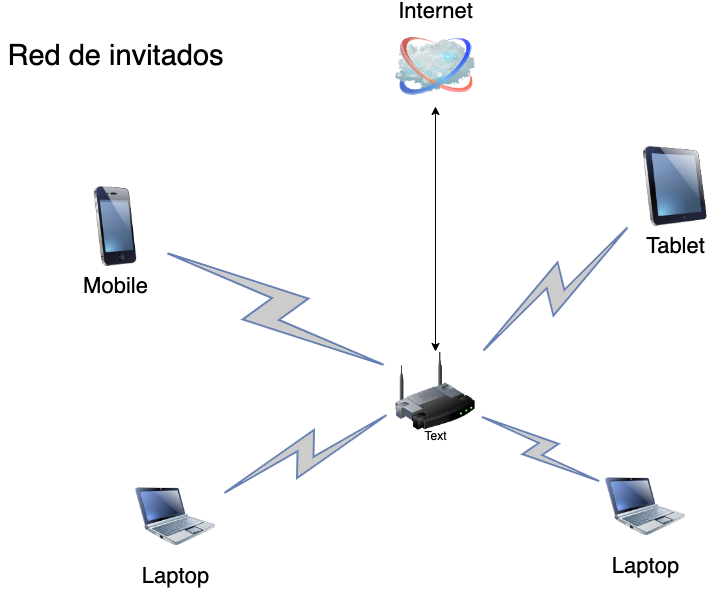 Internet
Red de invitados
Mobile
Tablet
Text
Laptop
Laptop